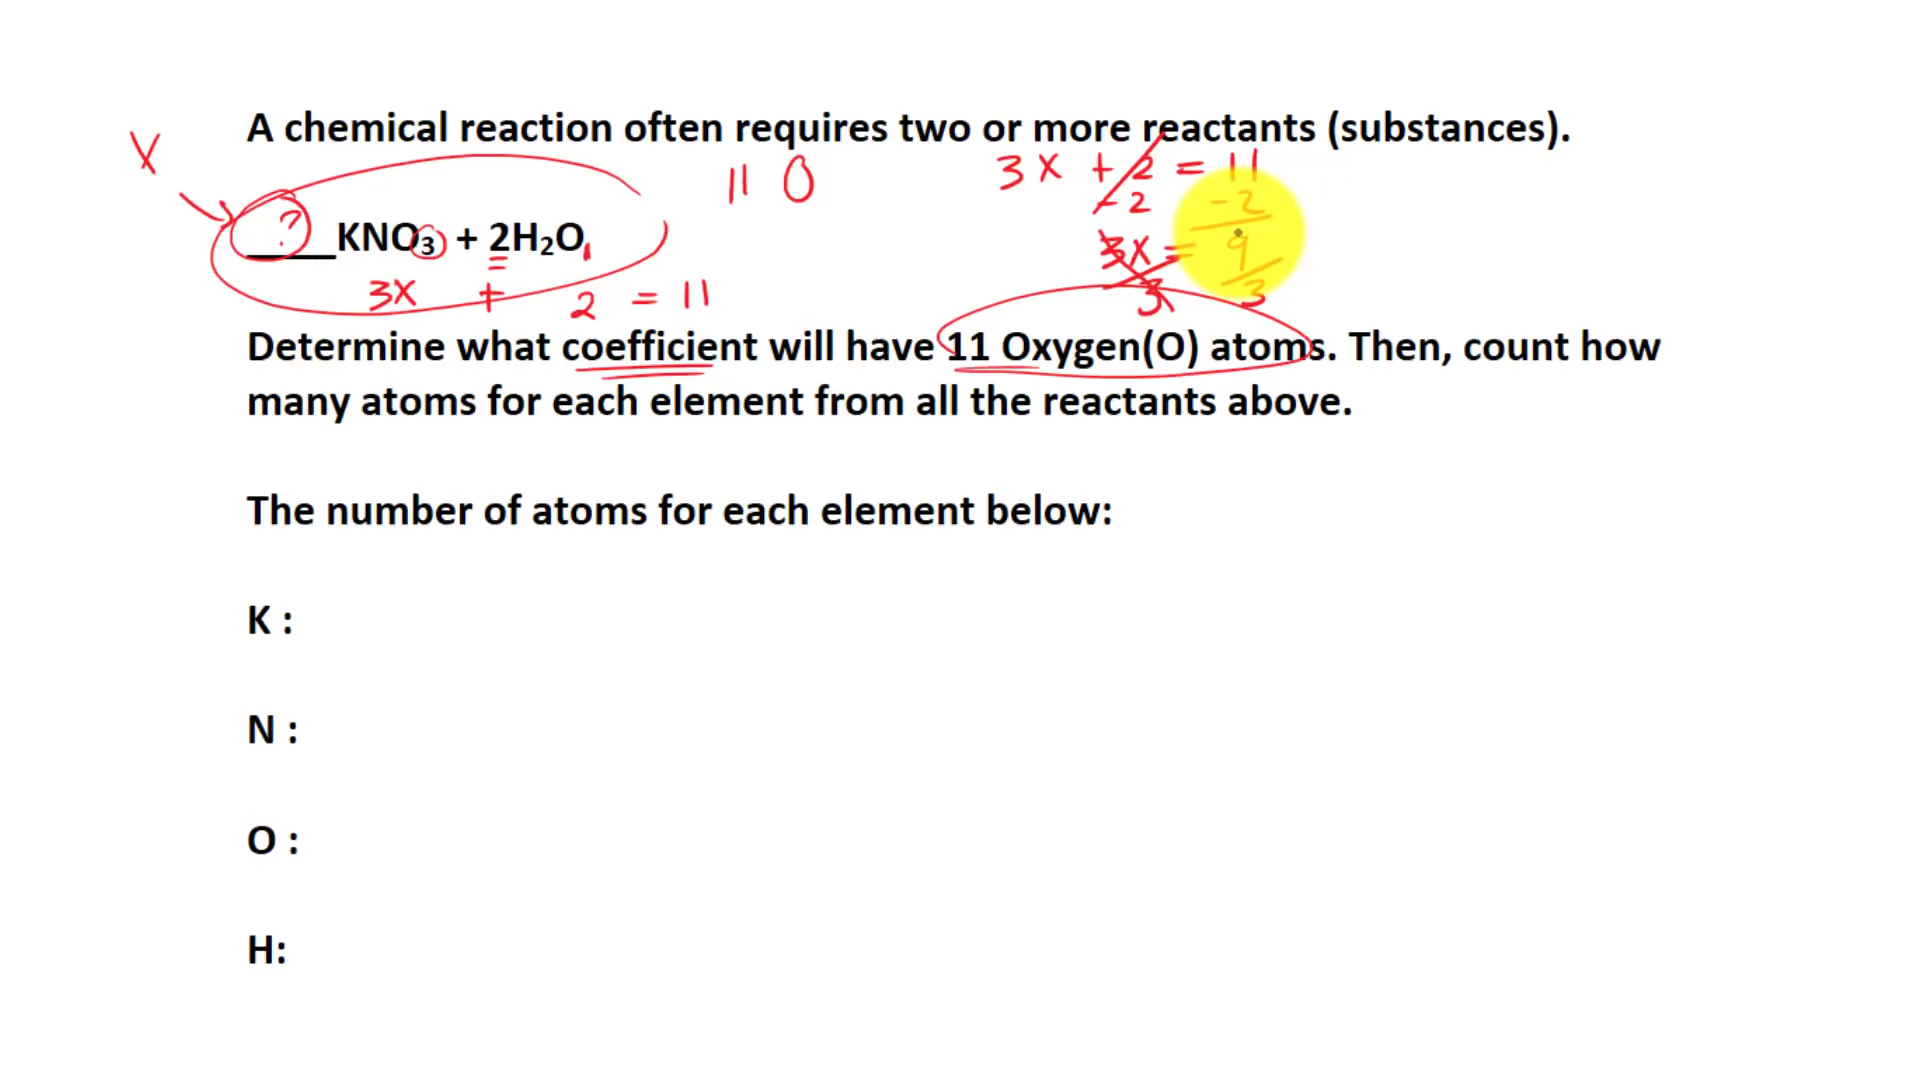 A chemical reaction often requires two or more reactants (substances).
X
11 O
3x + 2 = 11
- 2 - 2
? KNO₃ + 2H₂O 1
3x = 9
3 3
3x + 2 = 11
Determine what coefficient will have 11 Oxygen(O) atoms. Then, count how
many atoms for each element from all the reactants above.
The number of atoms for each element below:
K :
N :
O :
H: